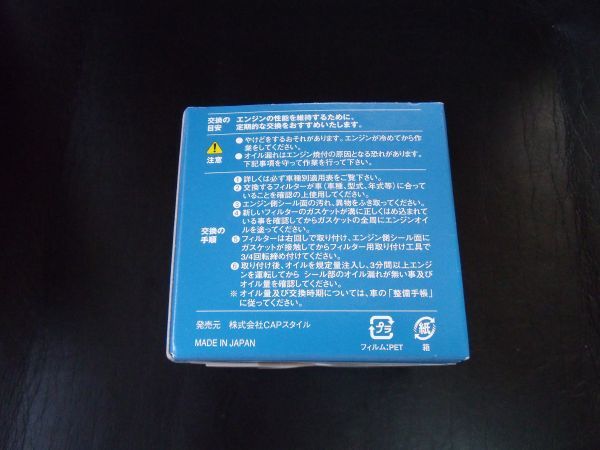 交換の目安 エンジンの性能を維持するために、
定期的な交換をおすすめいたします。
注意
● やけどをするおそれがあります。エンジンが冷めてから作
業をしてください。
● オイル漏れはエンジン焼付の原因となる恐れがあります。
下記事項を守って作業を行って下さい。
交換の手順
① 詳しくは必ず車種別適用表をご覧下さい。
② 交換するフィルターが車(車種、型式、年式等)に合って
いることを確認の上使用してください。
③ エンジン側シール面の汚れ、異物をふき取ってください。
④ 新しいフィルターのガスケットが溝に正しくはめ込まれて
いる事を確認してからガスケットの全周にエンジンオイ
ルを塗ってください。
⑤ フィルターは右回しで取り付け、エンジン側シール面に
ガスケットが接触してからフィルター用取り付け工具で
3/4回転締め付けてください。
⑥ 取り付け後、オイルを規定量注入し、3分間以上エンジ
ンを運転してから シール部のオイル漏れが無い事及び
オイル量を確認してください。
※ オイル量及び交換時期については、車の「整備手帳」
に従ってください。
発売元 株式会社CAPスタイル
MADE IN JAPAN
プラ
フィルム:PET
紙
箱